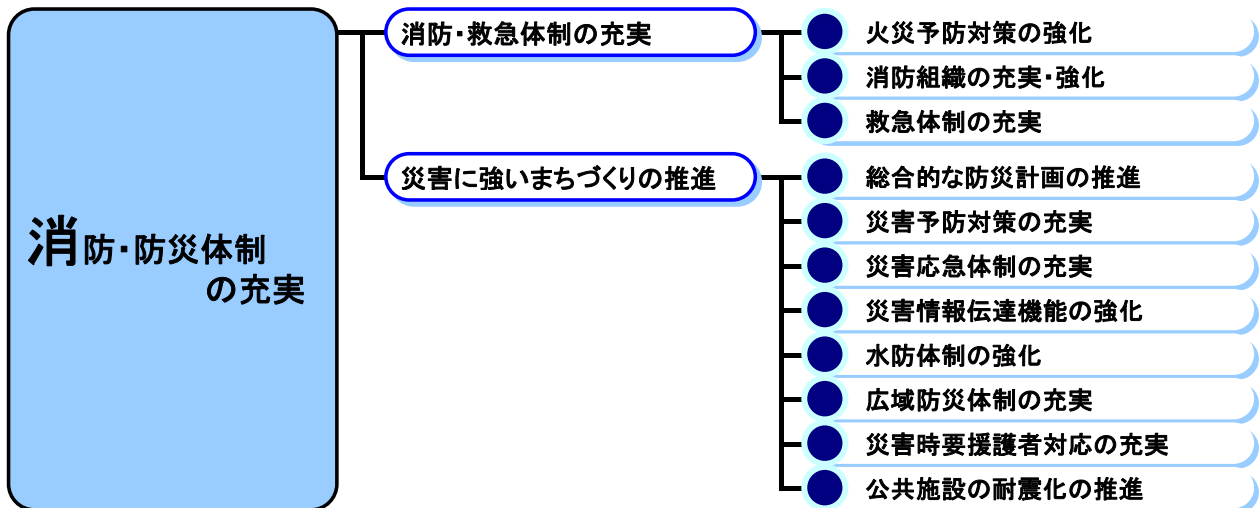 消防・防災体制
の充実
消防・救急体制の充実
火災予防対策の強化
消防組織の充実・強化
救急体制の充実
災害に強いまちづくりの推進
総合的な防災計画の推進
災害予防対策の充実
災害応急体制の充実
災害情報伝達機能の強化
水防体制の強化
広域防災体制の充実
災害時要援護者対応の充実
公共施設の耐震化の推進